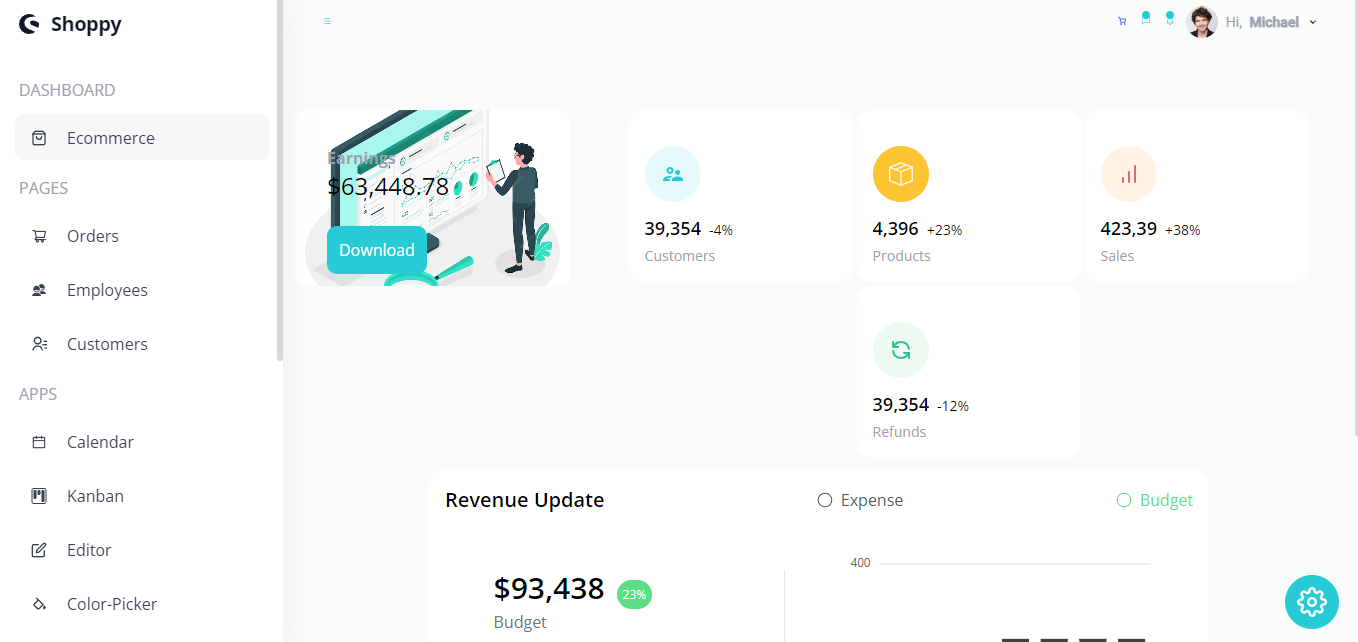 Shoppy
Hi, Michael
DASHBOARD
Ecommerce
PAGES
Orders
Employees
Customers
APPS
Calendar
Kanban
Editor
Color-Picker
Earnings
$63,448.78
Download
39,354 -4%
Customers
4,396 +23%
Products
423,39 +38%
Sales
39,354 -12%
Refunds
Revenue Update
Expense
Budget
$93,438 23%
Budget
400